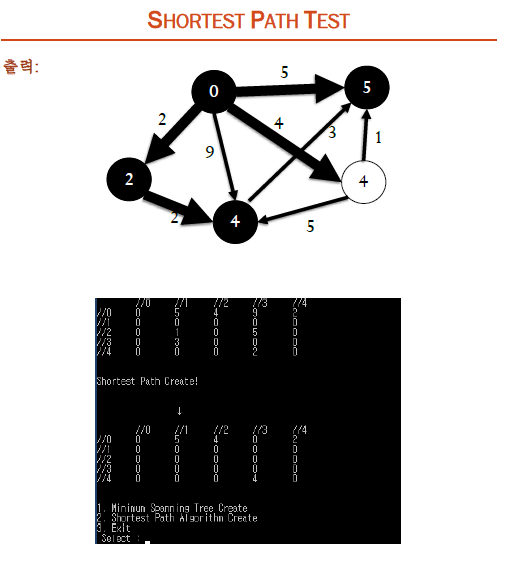 SHORTEST PATH TEST
출력:
0
5
5
2
4
3
1
9
2
4
2
4
5
//0 //1 //2 //3 //4
//0 0 5 4 9 2
//1 0 0 0 0 0
//2 0 1 0 5 0
//3 0 3 0 0 0
//4 0 0 0 2 0
Shortest Path Create!
↓
//0 //1 //2 //3 //4
//0 0 5 4 0 2
//1 0 0 0 0 0
//2 0 0 0 0 0
//3 0 0 0 0 0
//4 0 0 0 4 0
1. Minimum Spanning Tree Create
2. Shortest Path Algorithm Create
3. Exit
Select :